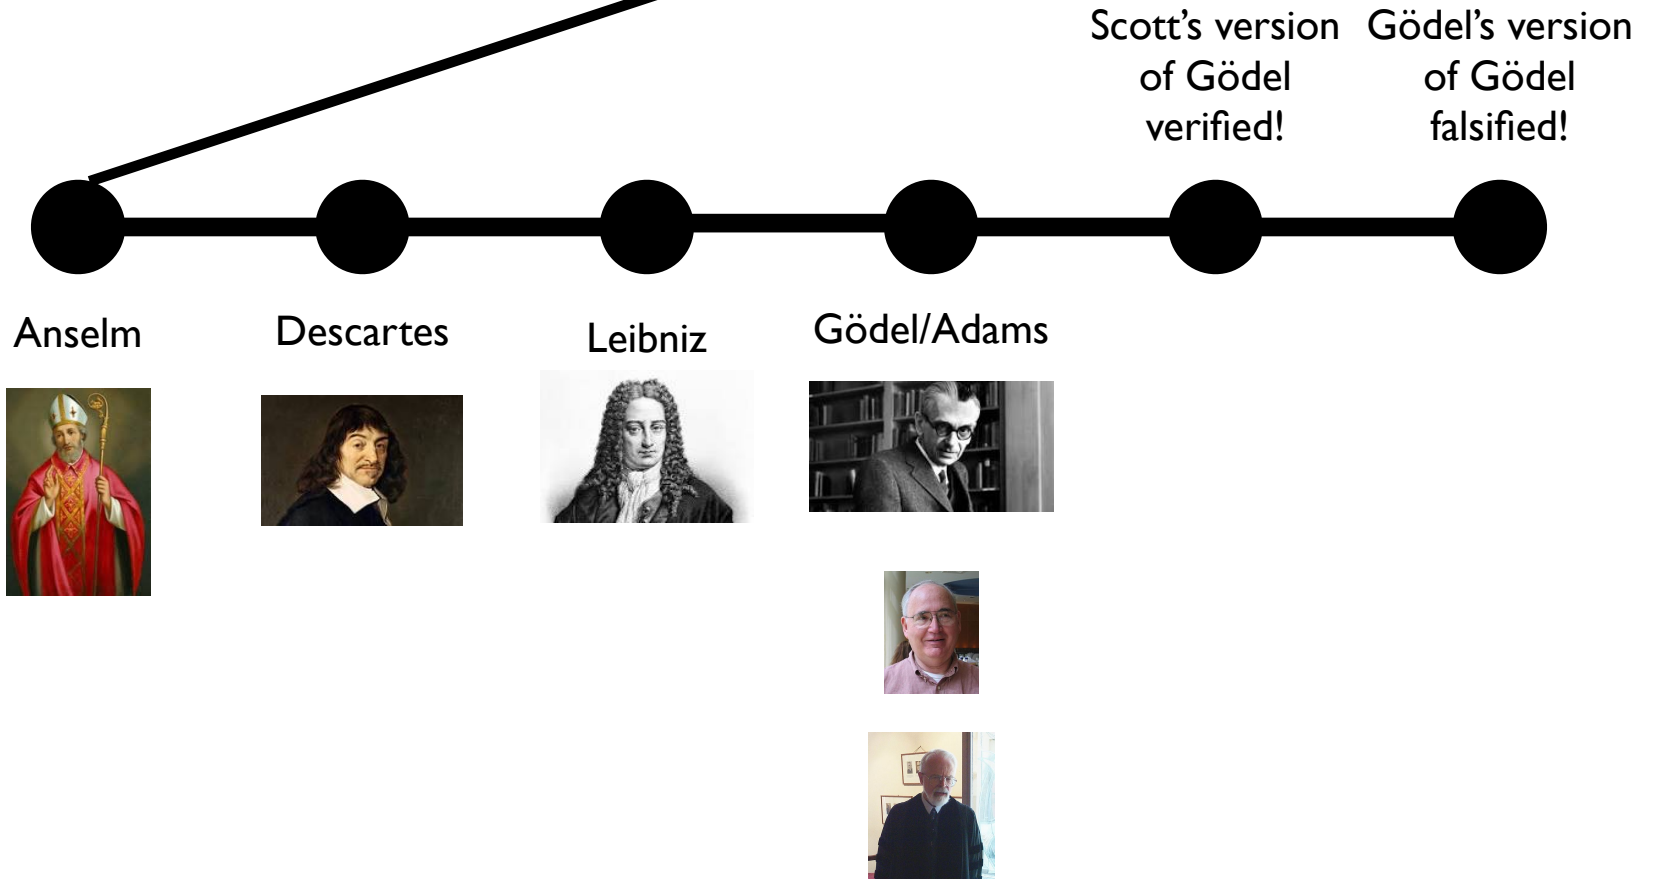 Scott's version
of Gödel
verified!
Gödel's version
of Gödel
falsified!
Anselm
Descartes
Leibniz
Gödel/Adams